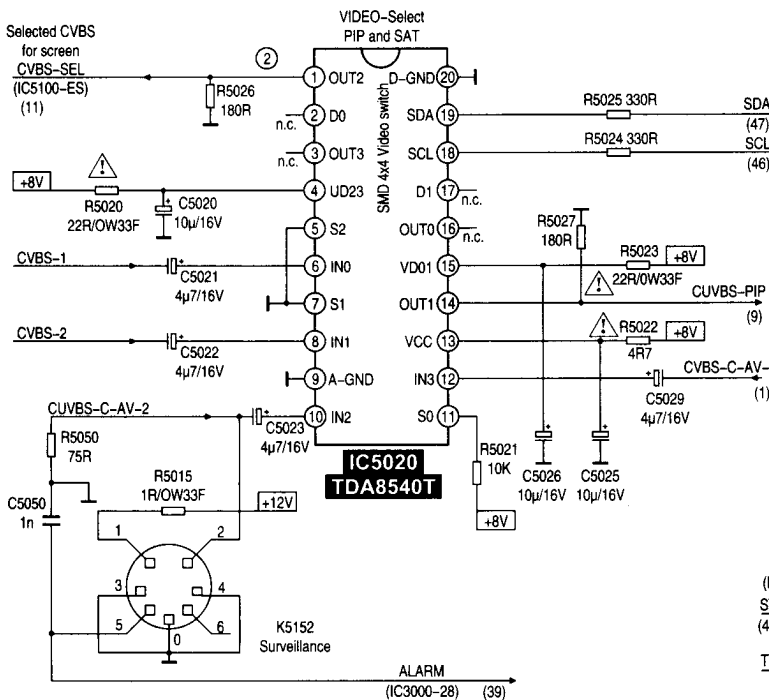 VIDEO-Select
PIP and SAT
Selected CVBS
for screen
CVBS-SEL
(IC5100-ES)
(11)
2
R5026
180R
1 OUT2
D-GND 20
n.c.
2 D0
SDA 19
R5025 330R
SDA
(47)
n.c.
3 OUT3
SCL 18
R5024 330R
SCL
(46)
SMD 4x4 Video switch
+8V
!
R5020
22R/OW33F
+
C5020
10µ/16V
4 UD23
D1 17
n.c.
5 S2
OUT0 16
n.c.
R5027
180R
CVBS-1
+
C5021
4µ7/16V
6 IN0
VD01 15
R5023
22R/0W33F
+8V
7 S1
OUT1 14
!
CUVBS-PIP
(9)
CVBS-2
+
C5022
4µ7/16V
8 IN1
VCC 13
!
R5022
4R7
+8V
9 A-GND
IN3 12
+
C5029
4µ7/16V
CVBS-C-AV-
(1)
CUVBS-C-AV-2
+
C5023
4µ7/16V
10 IN2
S0 11
R5021
10K
+8V
+
C5026
10µ/16V
+
C5025
10µ/16V
IC5020
TDA8540T
R5050
75R
C5050
1n
R5015
1R/OW33F
+12V
1
2
3
4
5
6
0
K5152
Surveillance
ALARM
(IC3000-28)
(39)
(
S
(4
T